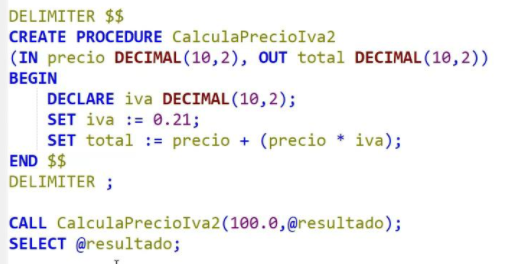 DELIMITER $$
CREATE PROCEDURE CalculaPrecioIva2
(IN precio DECIMAL(10,2), OUT total DECIMAL(10,2))
BEGIN
    DECLARE iva DECIMAL(10,2);
    SET iva := 0.21;
    SET total := precio + (precio * iva);
END $$
DELIMITER ;

CALL CalculaPrecioIva2(100.0,@resultado);
SELECT @resultado;